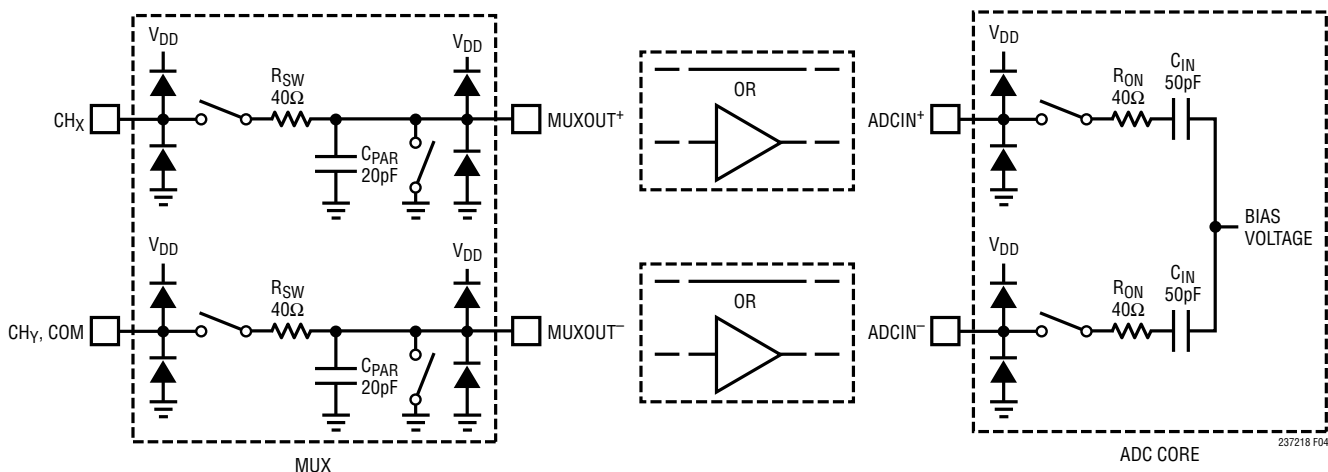 VDD
RSW
40Ω
CHX
CPAR
20pF
VDD
MUXOUT+
VDD
RSW
40Ω
CHY, COM
CPAR
20pF
VDD
MUXOUT–
MUX
OR
OR
ADCIN+
VDD
RON
40Ω
CIN
50pF
BIAS
VOLTAGE
ADCIN–
VDD
RON
40Ω
CIN
50pF
ADC CORE
237218 F04